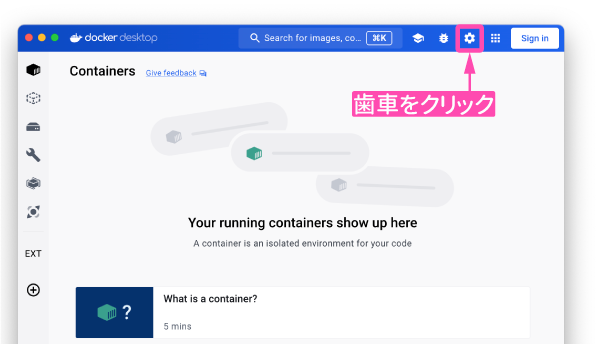 docker desktop
Search for images, co... ⌘K
Sign in
Containers Give feedback
歯車をクリック
Your running containers show up here
A container is an isolated environment for your code
EXT
?
What is a container?
5 mins